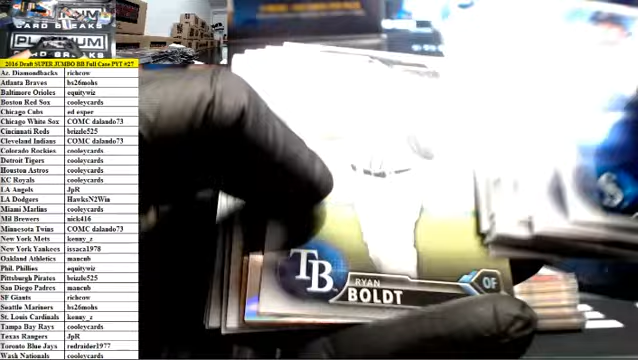 CARD BREAKS
PLATINUM
CARD BREAKS
2016 Draft SUPER JUMBO BB Full Case PYT #27
Az. Diamondbacks richcow
Atlanta Braves bs26mohs
Baltimore Orioles equitywiz
Boston Red Sox cooleycards
Chicago Cubs ed esper
Chicago White Sox COMC dalando73
Cincinnati Reds brizzle525
Cleveland Indians COMC dalando73
Colorado Rockies cooleycards
Detroit Tigers cooleycards
Houston Astros cooleycards
KC Royals cooleycards
LA Angels JpR
LA Dodgers HawksN2Win
Miami Marlins cooleycards
Mil Brewers nick416
Minnesota Twins COMC dalando73
New York Mets kenny_z
New York Yankees issaca1978
Oakland Athletics mancub
Phil. Phillies equitywiz
Pittsburgh Pirates brizzle525
San Diego Padres mancub
SF Giants richcow
Seattle Mariners bs26mohs
St. Louis Cardinals kenny_z
Tampa Bay Rays cooleycards
Texas Rangers JpR
Toronto Blue Jays redraider1977
Wash Nationals cooleycards
TB
RYAN
BOLDT
OF